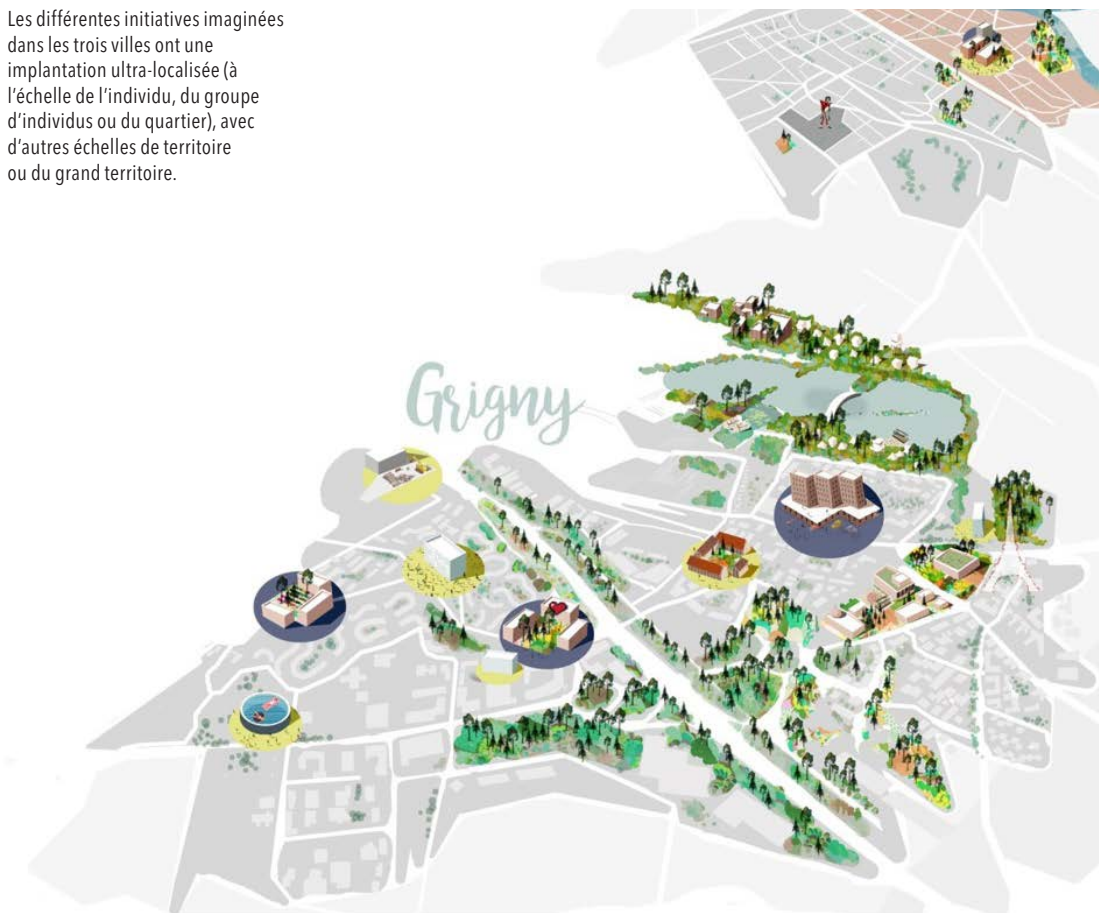 Les différentes initiatives imaginées
dans les trois villes ont une
implantation ultra-localisée (à
l'échelle de l'individu, du groupe
d'individus ou du quartier), avec
d'autres échelles de territoire
ou du grand territoire.
Grigny